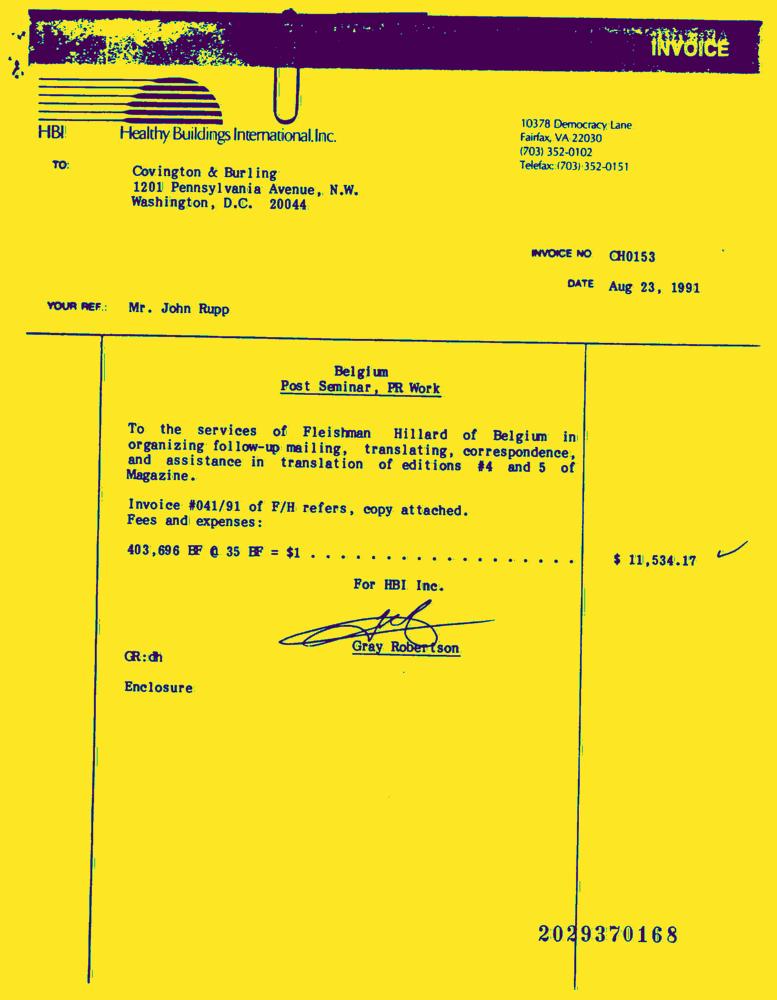 INVOICE
HBI Healthy Buildings International, Inc.
10378 Democracy Lane
Fairfax, VA 22030
(703) 352-0102
Telefax: (703) 352-0151
TO:
Covington & Burling
1201 Pennsylvania Avenue, N.W.
Washington, D.C. 20044
INVOICE NO CH0153
DATE Aug 23, 1991
YOUR REF.: Mr. John Rupp
Belgium
Post Seminar, PR Work
To the services of Fleishman Hillard of Belgium in
organizing follow-up mailing, translating, correspondence,
and assistance in translation of editions #4 and 5 of
Magazine.
Invoice #041/91 of F/H refers, copy attached.
Fees and expenses:
403,696 BF @ 35 BF = $1 . . . . . . . . . . . . . . . . . . $ 11,534.17
For HBI Inc.
Gray Robertson
GR:dh
Enclosure
2029370168